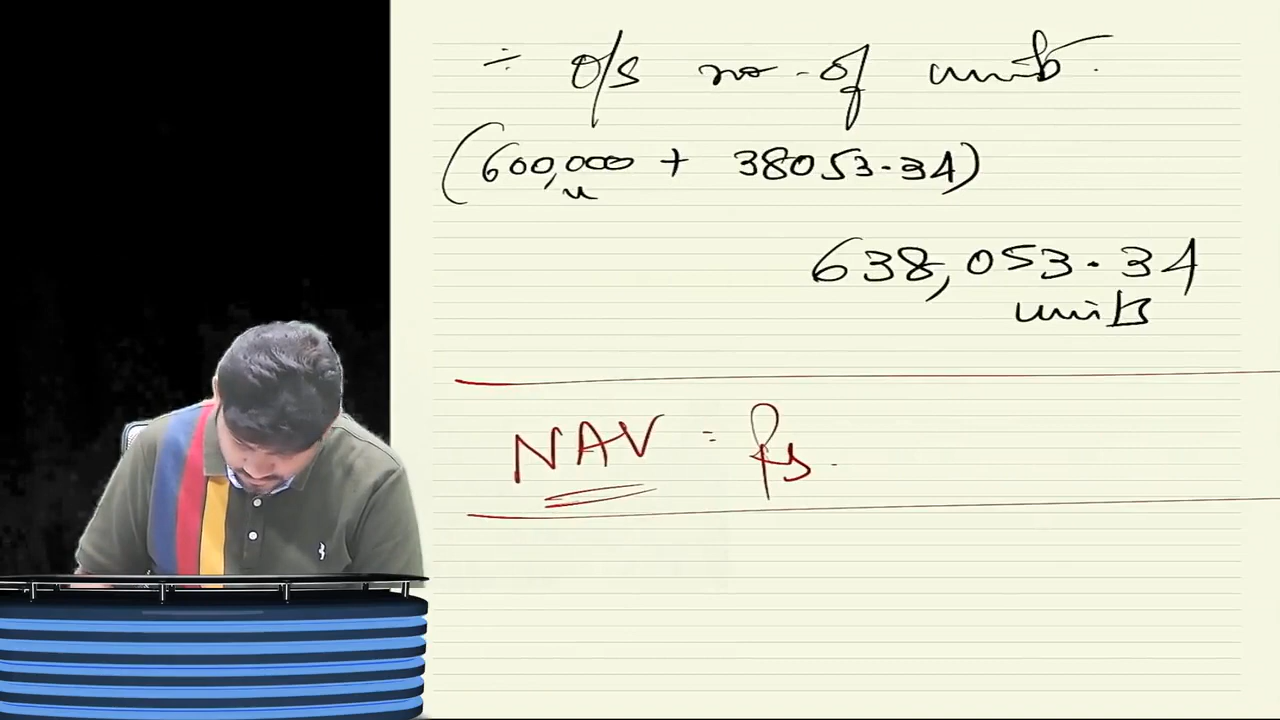 ÷ o/s no. of units.
(600,000 + 38053.34)
u
638,053.34
units
NAV = Rs.